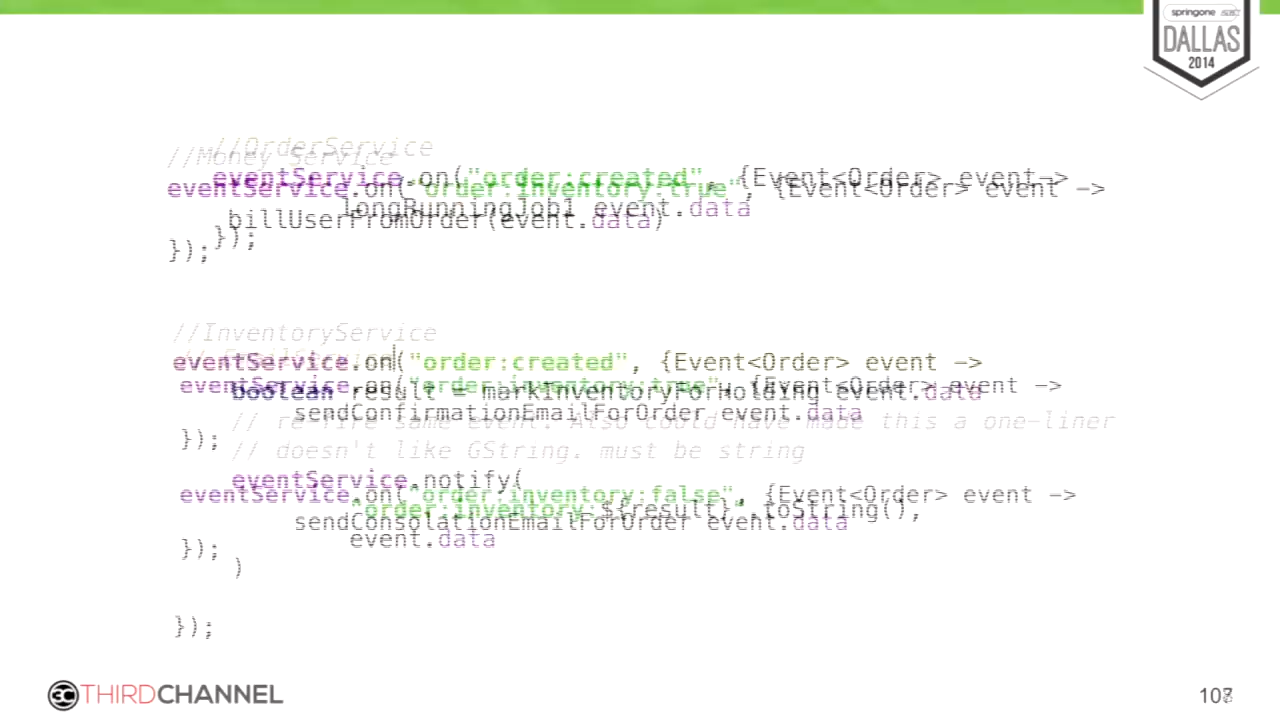 springone
DALLAS
2014
//OrderService
eventService.on("order:created", {Event<Order> event->
longRunningJob1 event.data
});
//Money Service
eventService.on("order:inventory:true", {Event<Order> event ->
billUserFromOrder(event.data)
});
//InventoryService
eventService.on("order:created", {Event<Order> event ->
boolean result = markInventoryForHolding event.data
// re-fire same event. Also could have made this a one-liner
// doesn't like GString. must be string
eventService.notify(
"order:inventory:${result}".toString(),
event.data
)
});
eventService.on("order:inventory:true", {Event<Order> event ->
sendConfirmationEmailForOrder event.data
});
eventService.on("order:inventory:false", {Event<Order> event ->
sendConsolationEmailForOrder event.data
});
3C THIRDCHANNEL